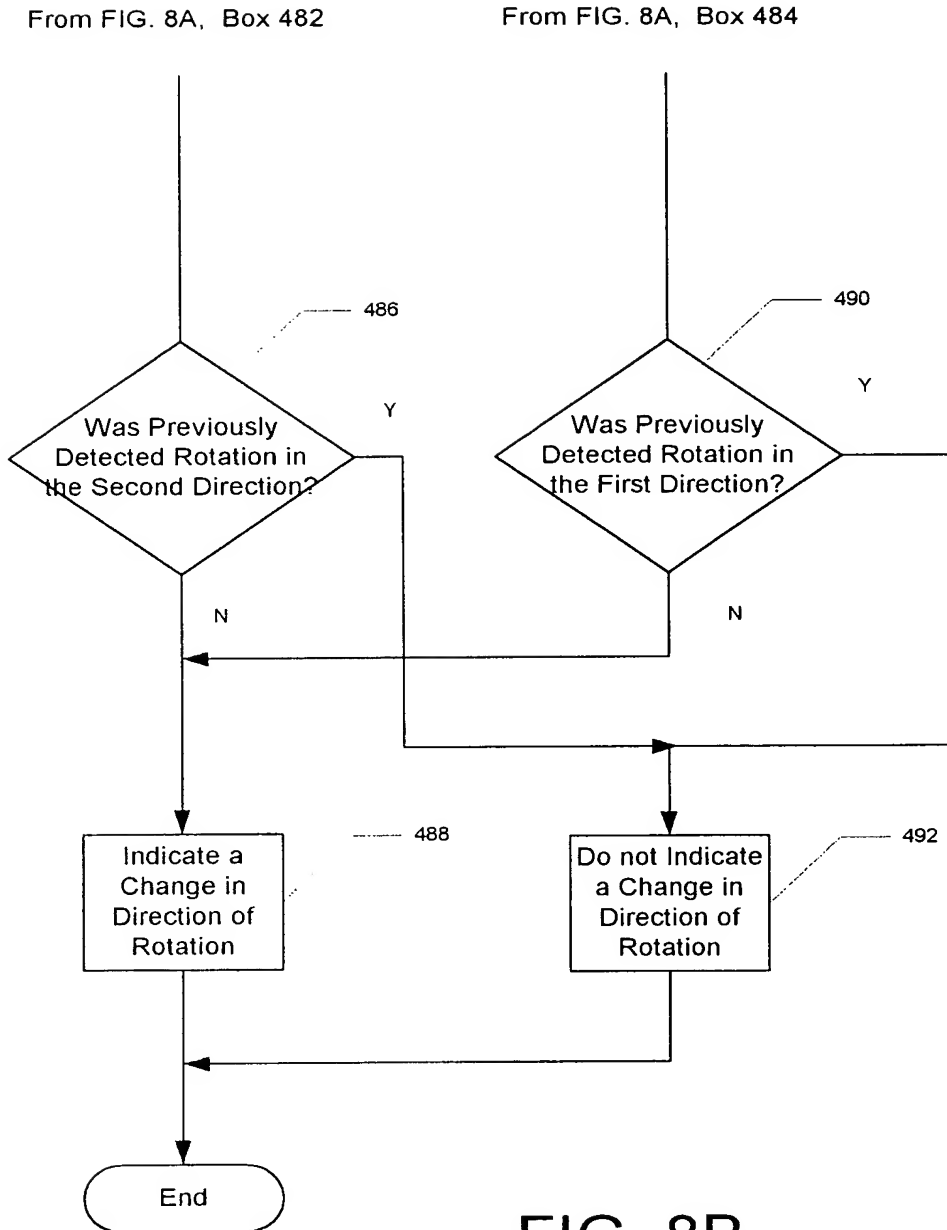 From FIG. 8A, Box 482
From FIG. 8A, Box 484
486
490
Y
Y
Was Previously
Detected Rotation in
the Second Direction?
Was Previously
Detected Rotation in
the First Direction?
N
N
488
492
Indicate a
Change in
Direction of
Rotation
Do not Indicate
a Change in
Direction of
Rotation
End
FIG. 8B